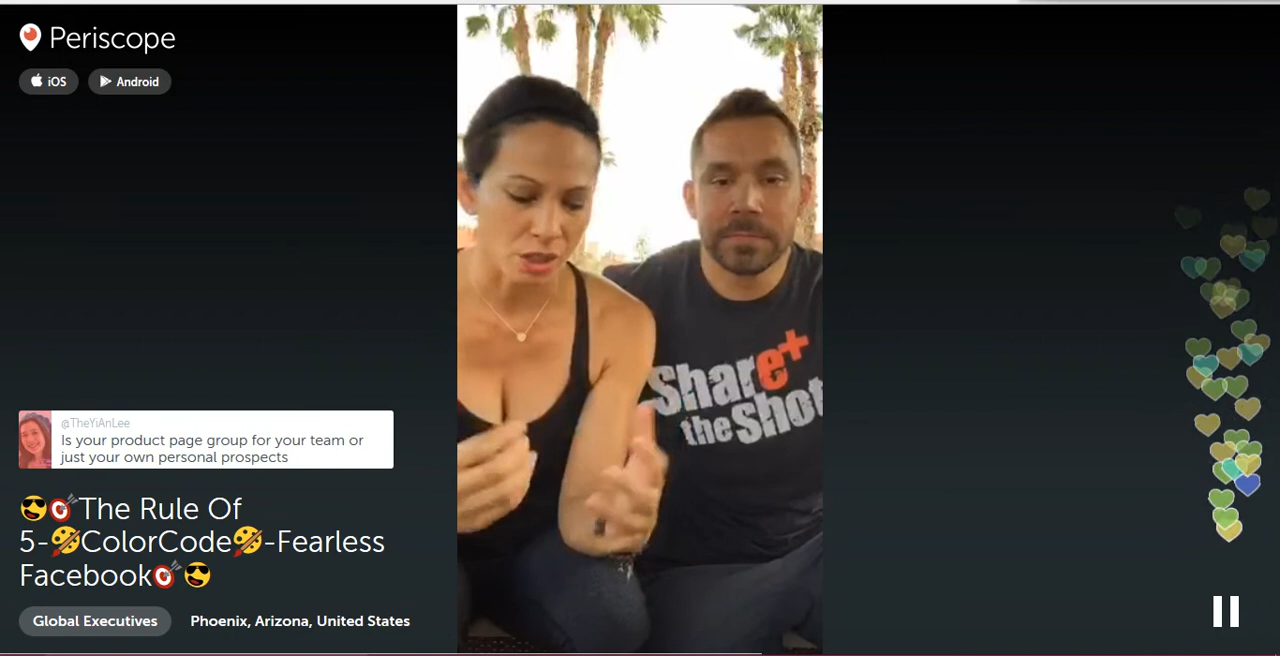 Periscope
iOS
Android
Share+
the Shot
@TheYiAnLee
Is your product page group for your team or
just your own personal prospects
😎🎯The Rule Of
5-🎨ColorCode🎨-Fearless
Facebook🎯😎
Global Executives
Phoenix, Arizona, United States